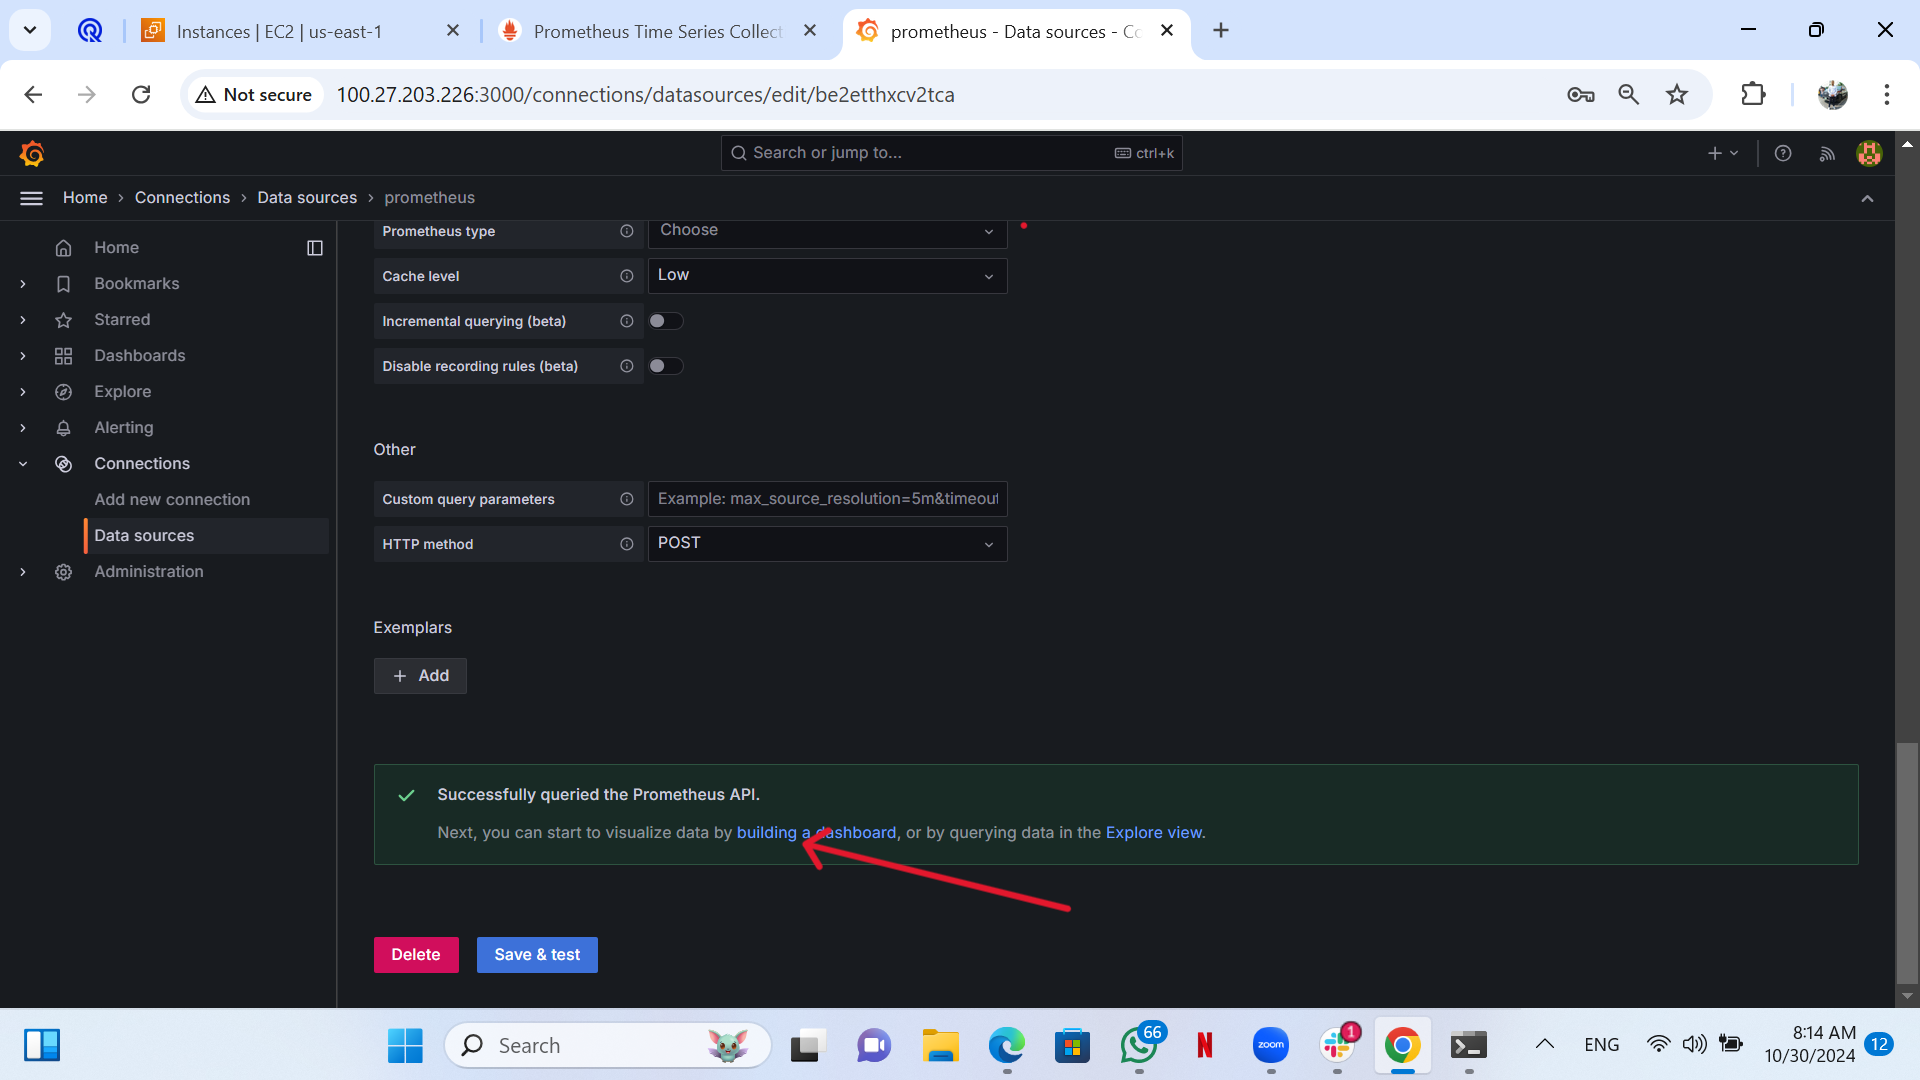 Instances | EC2 | us-east-1
Prometheus Time Series Collect
prometheus - Data sources - Co
Not secure
100.27.203.226:3000/connections/datasources/edit/be2etthxcv2tca
Search or jump to...
ctrl+k
Home
Connections
Data sources
prometheus
Home
Bookmarks
Starred
Dashboards
Explore
Alerting
Connections
Add new connection
Data sources
Administration
Prometheus type
Choose
Cache level
Low
Incremental querying (beta)
Disable recording rules (beta)
Other
Custom query parameters
Example: max_source_resolution=5m&timeout
HTTP method
POST
Exemplars
Add
Successfully queried the Prometheus API.
Next, you can start to visualize data by building a dashboard, or by querying data in the Explore view.
Delete
Save & test
Search
66
N
zoom
1
ENG
8:14 AM
10/30/2024
12